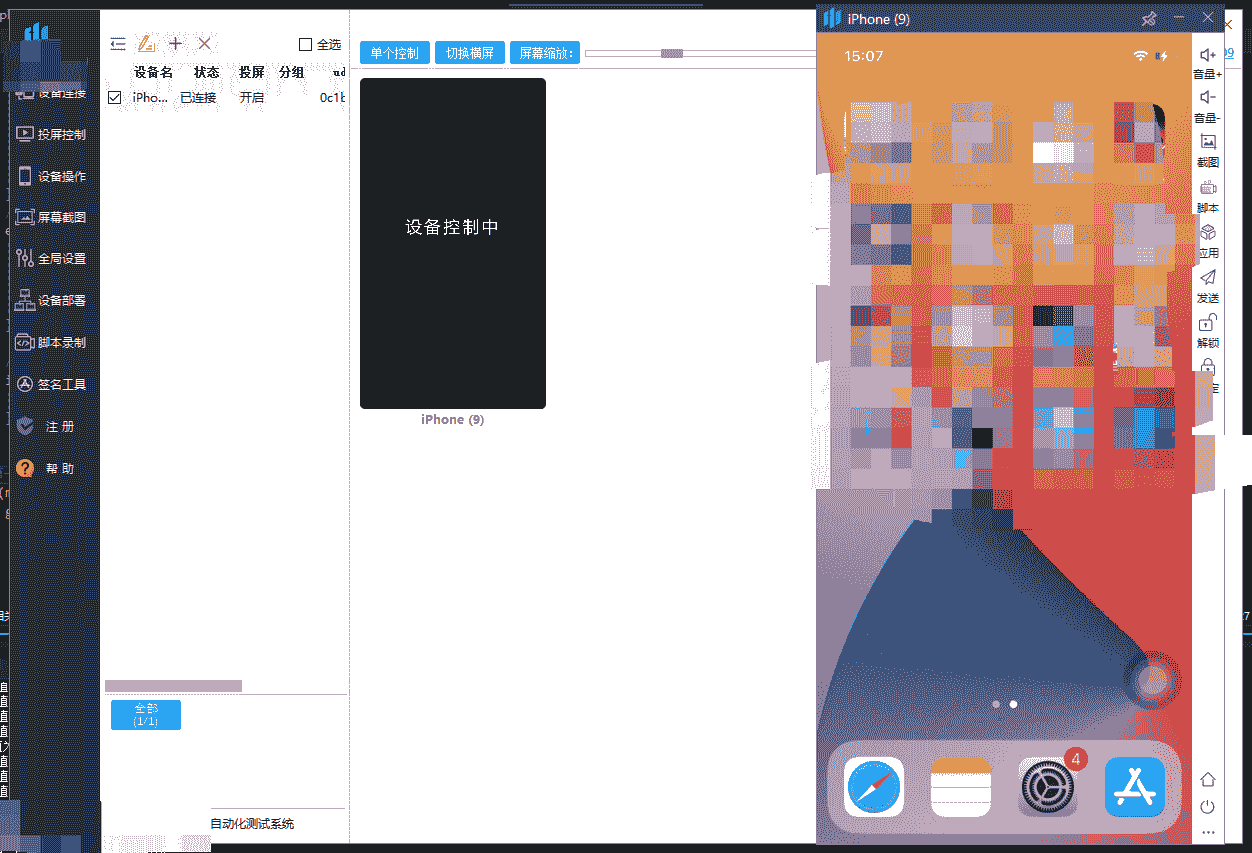 iPhone (9)
全选
设备名 状态 投屏 分组 ud
iPho... 已连接 开启 0c1b
单个控制 切换横屏 屏幕缩放:
设备连接
投屏控制
设备操作
屏幕截图
全局设置
设备部署
脚本录制
签名工具
注 册
帮 助
设备控制中
iPhone (9)
全部
(1/1)
自动化测试系统
15:07
4
音量+
音量-
截图
脚本
应用
发送
解锁